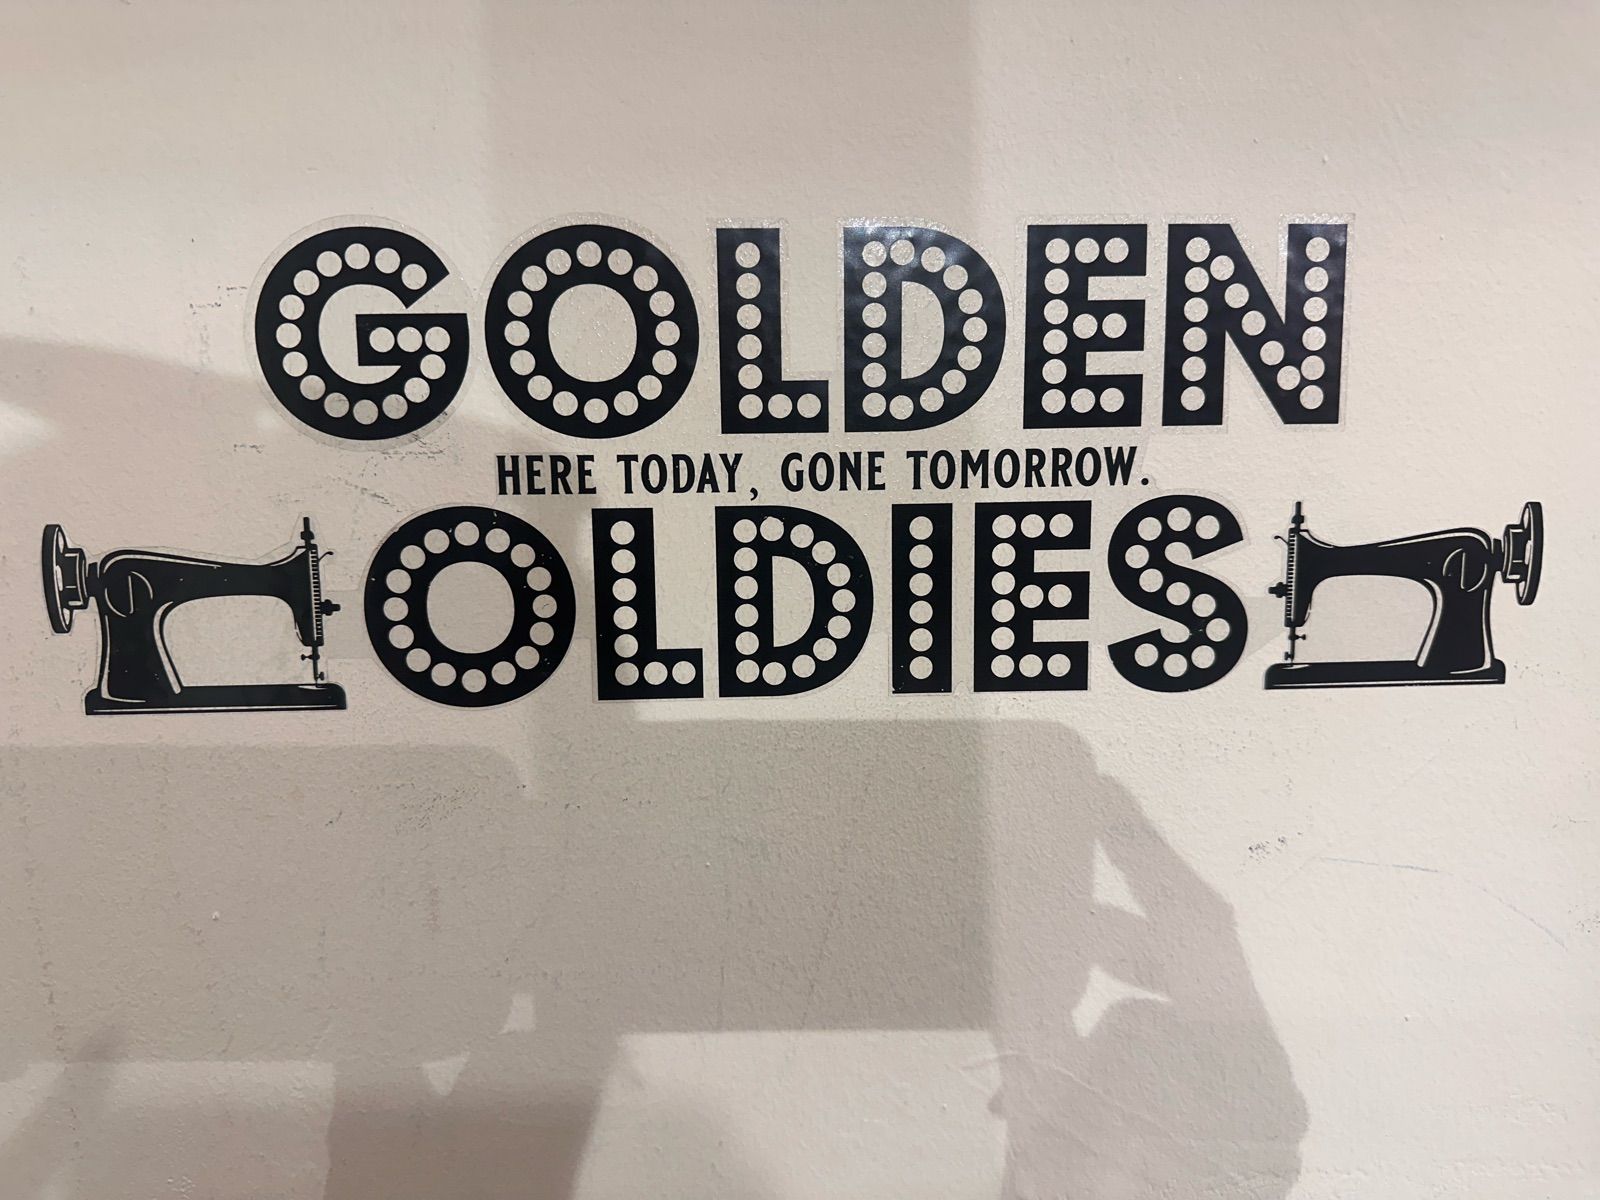 GOLDEN
HERE TODAY, GONE TOMORROW.
OLDIES